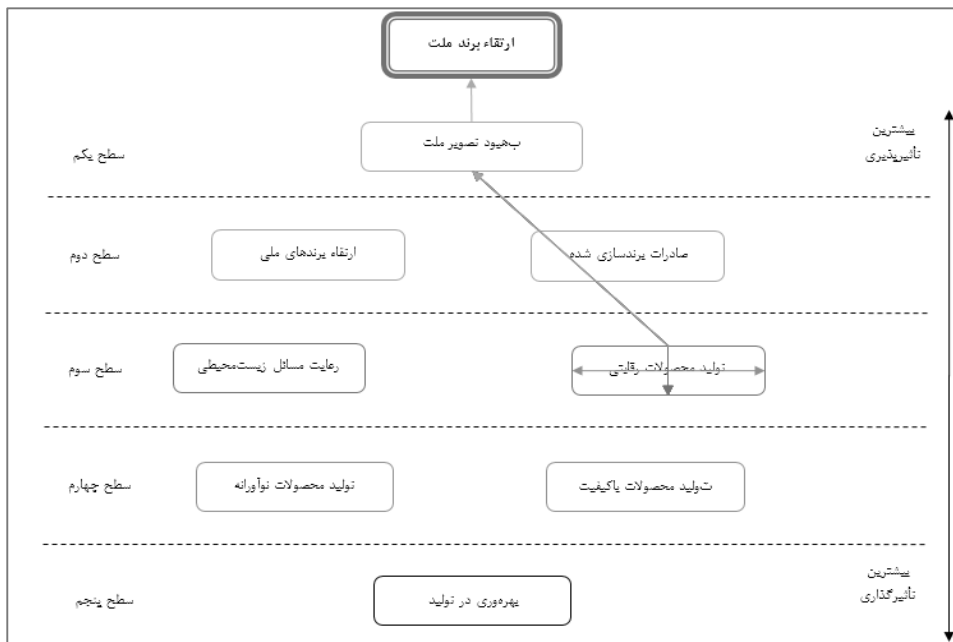 ارتقاء برند ملت
بیشترین
تأثیرپذیری
بهبود تصویر ملت
سطح یکم
صادرات برندسازی شده
ارتقاء برندهای ملی
سطح دوم
تولید محصولات رقابتی
رعایت مسائل زیست‌محیطی
سطح سوم
تولید محصولات باکیفیت
تولید محصولات نوآورانه
سطح چهارم
بیشترین
تأثیرگذاری
بهره‌وری در تولید
سطح پنجم